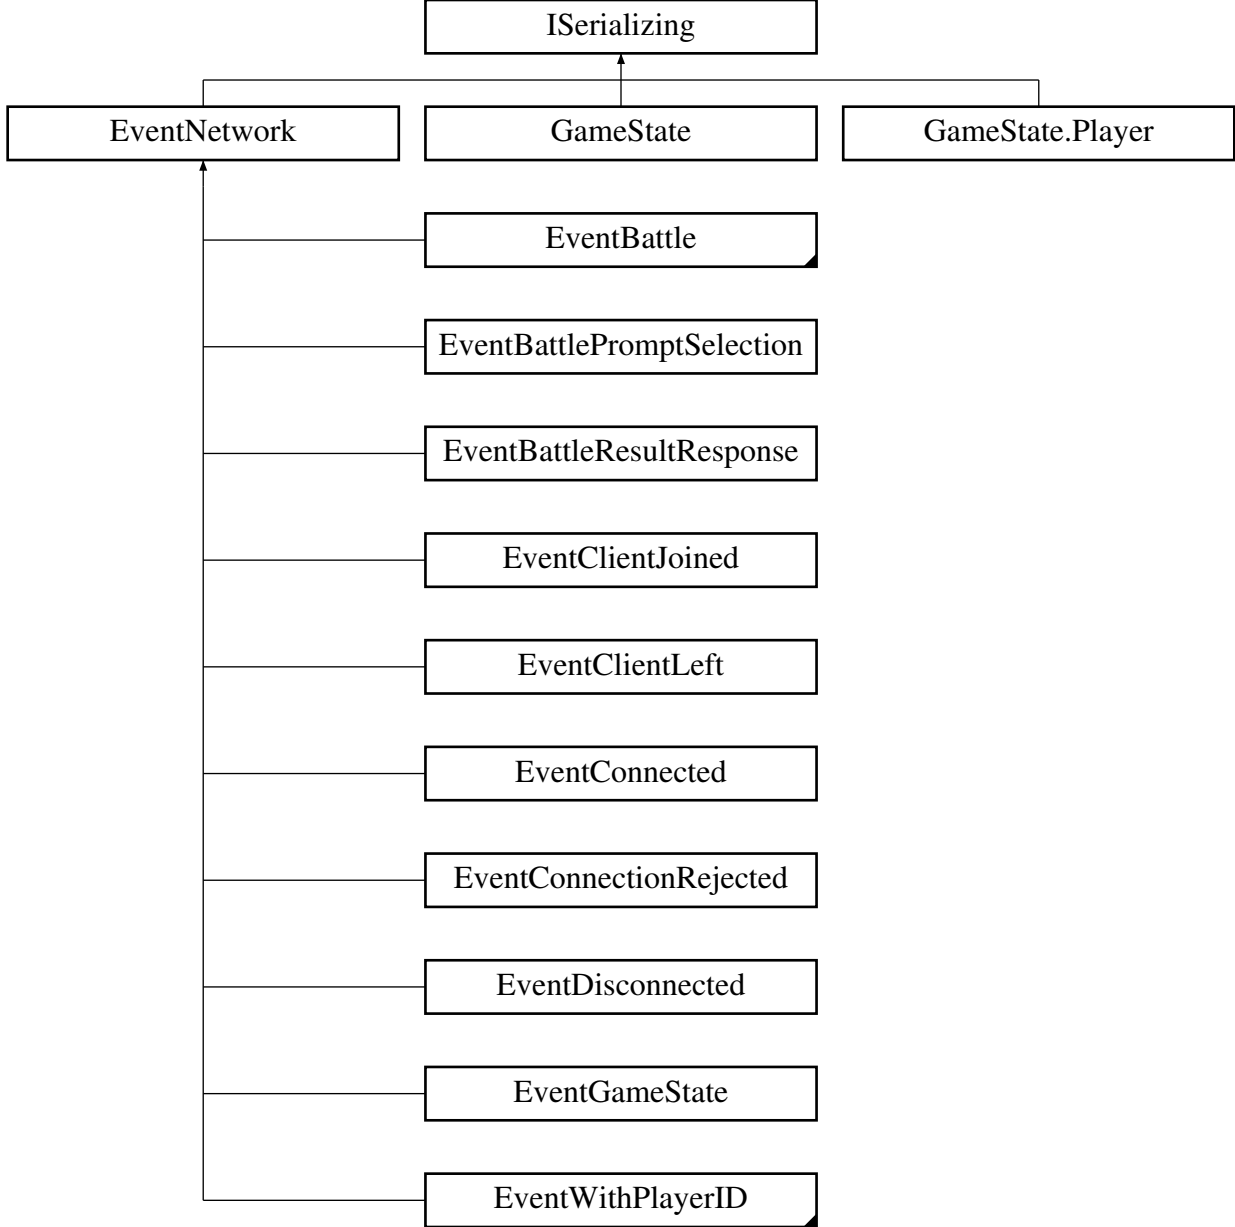 ISerializing
EventNetwork
GameState
GameState.Player
EventBattle
EventBattlePromptSelection
EventBattleResultResponse
EventClientJoined
EventClientLeft
EventConnected
EventConnectionRejected
EventDisconnected
EventGameState
EventWithPlayerID